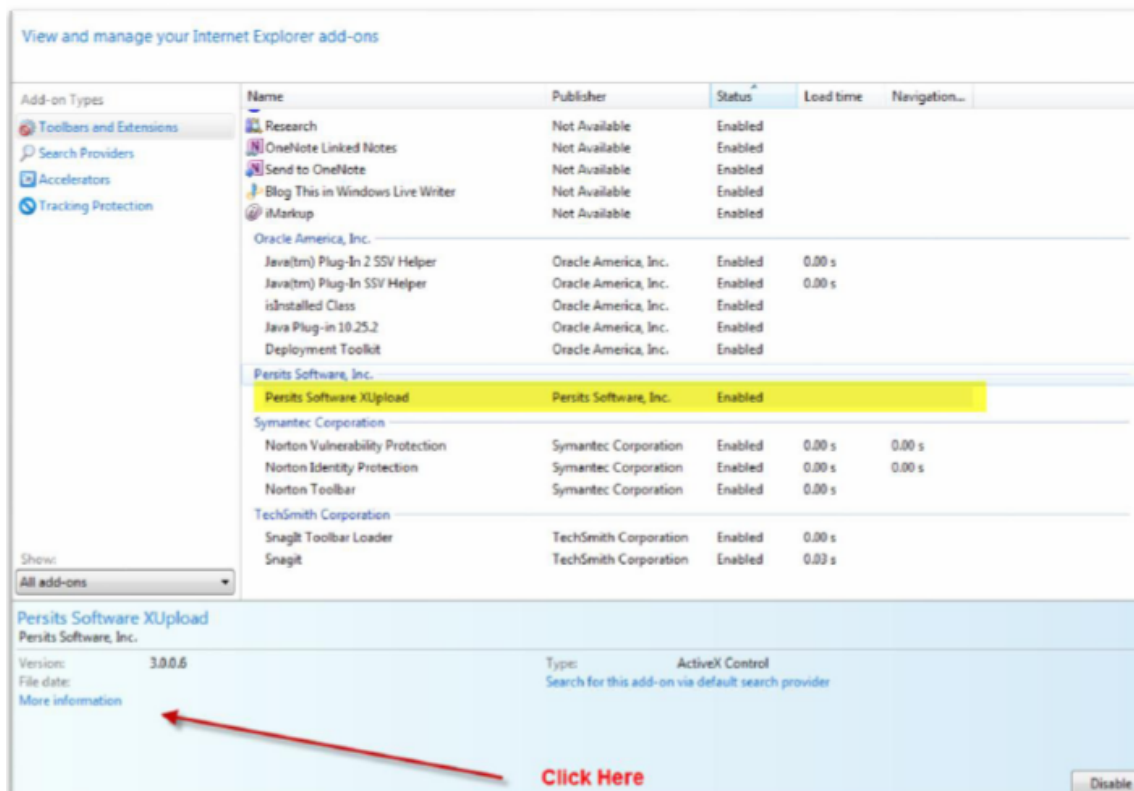 View and manage your Internet Explorer add-ons
Add-on Types
Toolbars and Extensions
Search Providers
Accelerators
Tracking Protection
Show:
All add-ons
Name Publisher Status Load time Navigation...
Research Not Available Enabled
OneNote Linked Notes Not Available Enabled
Send to OneNote Not Available Enabled
Blog This in Windows Live Writer Not Available Enabled
iMarkup Not Available Enabled
Oracle America, Inc.
Java(tm) Plug-In 2 SSV Helper Oracle America, Inc. Enabled 0.00 s
Java(tm) Plug-In SSV Helper Oracle America, Inc. Enabled 0.00 s
isInstalled Class Oracle America, Inc. Enabled
Java Plug-in 10.25.2 Oracle America, Inc. Enabled
Deployment Toolkit Oracle America, Inc. Enabled
Persits Software, Inc.
Persits Software XUpload Persits Software, Inc. Enabled
Symantec Corporation
Norton Vulnerability Protection Symantec Corporation Enabled 0.00 s 0.00 s
Norton Identity Protection Symantec Corporation Enabled 0.00 s 0.00 s
Norton Toolbar Symantec Corporation Enabled 0.00 s
TechSmith Corporation
SnagIt Toolbar Loader TechSmith Corporation Enabled 0.00 s
Snagit TechSmith Corporation Enabled 0.03 s
Persits Software XUpload
Persits Software, Inc.
Version: 3.0.0.6 Type: ActiveX Control
File date: Search for this add-on via default search provider
More information
Click Here
Disable